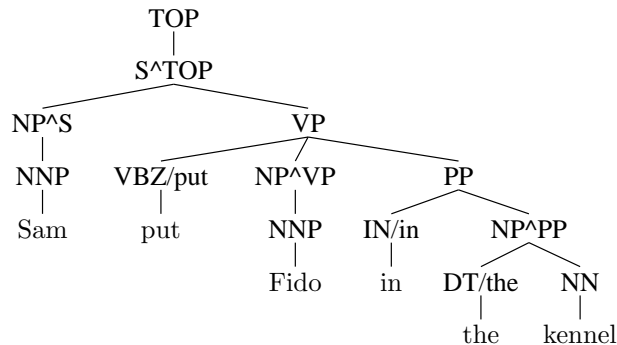 TOP
S^TOP
NP^S VP
NNP VBZ/put NP^VP PP
Sam put NNP IN/in NP^PP
Fido in DT/the NN
the kennel